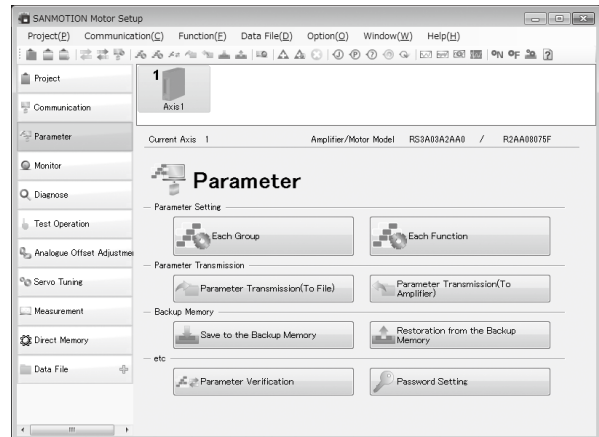 SANMOTION Motor Setup
Project(P) Communication(C) Function(F) Data File(D) Option(O) Window(W) Help(H)
ON OFF
Project
Communication
Parameter
Monitor
Diagnose
Test Operation
Analogue Offset Adjustme
Servo Tuning
Measurement
Direct Memory
Data File
1
Axis1
Current Axis 1 Amplifier/Motor Model RS3A03A2AA0 / R2AA08075F
Parameter
Parameter Setting
Each Group
Each Function
Parameter Transmission
Parameter Transmission(To File)
Parameter Transmission(To
Amplifier)
Backup Memory
Save to the Backup Memory
Restoration from the Backup
Memory
etc
Parameter Verification
Password Setting